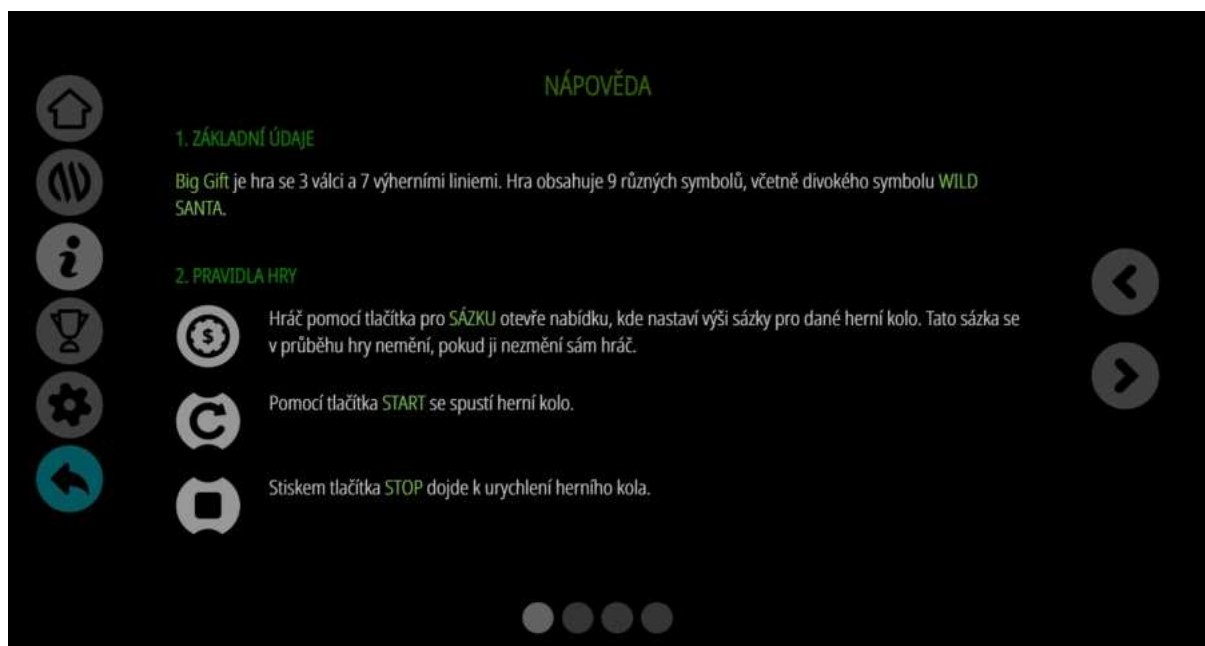 NÁPOVĚDA
1. ZÁKLADNÍ ÚDAJE
Big Gift je hra se 3 válci a 7 výherními liniemi. Hra obsahuje 9 různých symbolů, včetně divokého symbolu WILD
SANTA.
2. PRAVIDLA HRY
Hráč pomocí tlačítka pro SÁZKU otevře nabídku, kde nastaví výši sázky pro dané herní kolo. Tato sázka se
v průběhu hry nemění, pokud ji nezmění sám hráč.
Pomocí tlačítka START se spustí herní kolo.
Stiskem tlačítka STOP dojde k urychlení herního kola.